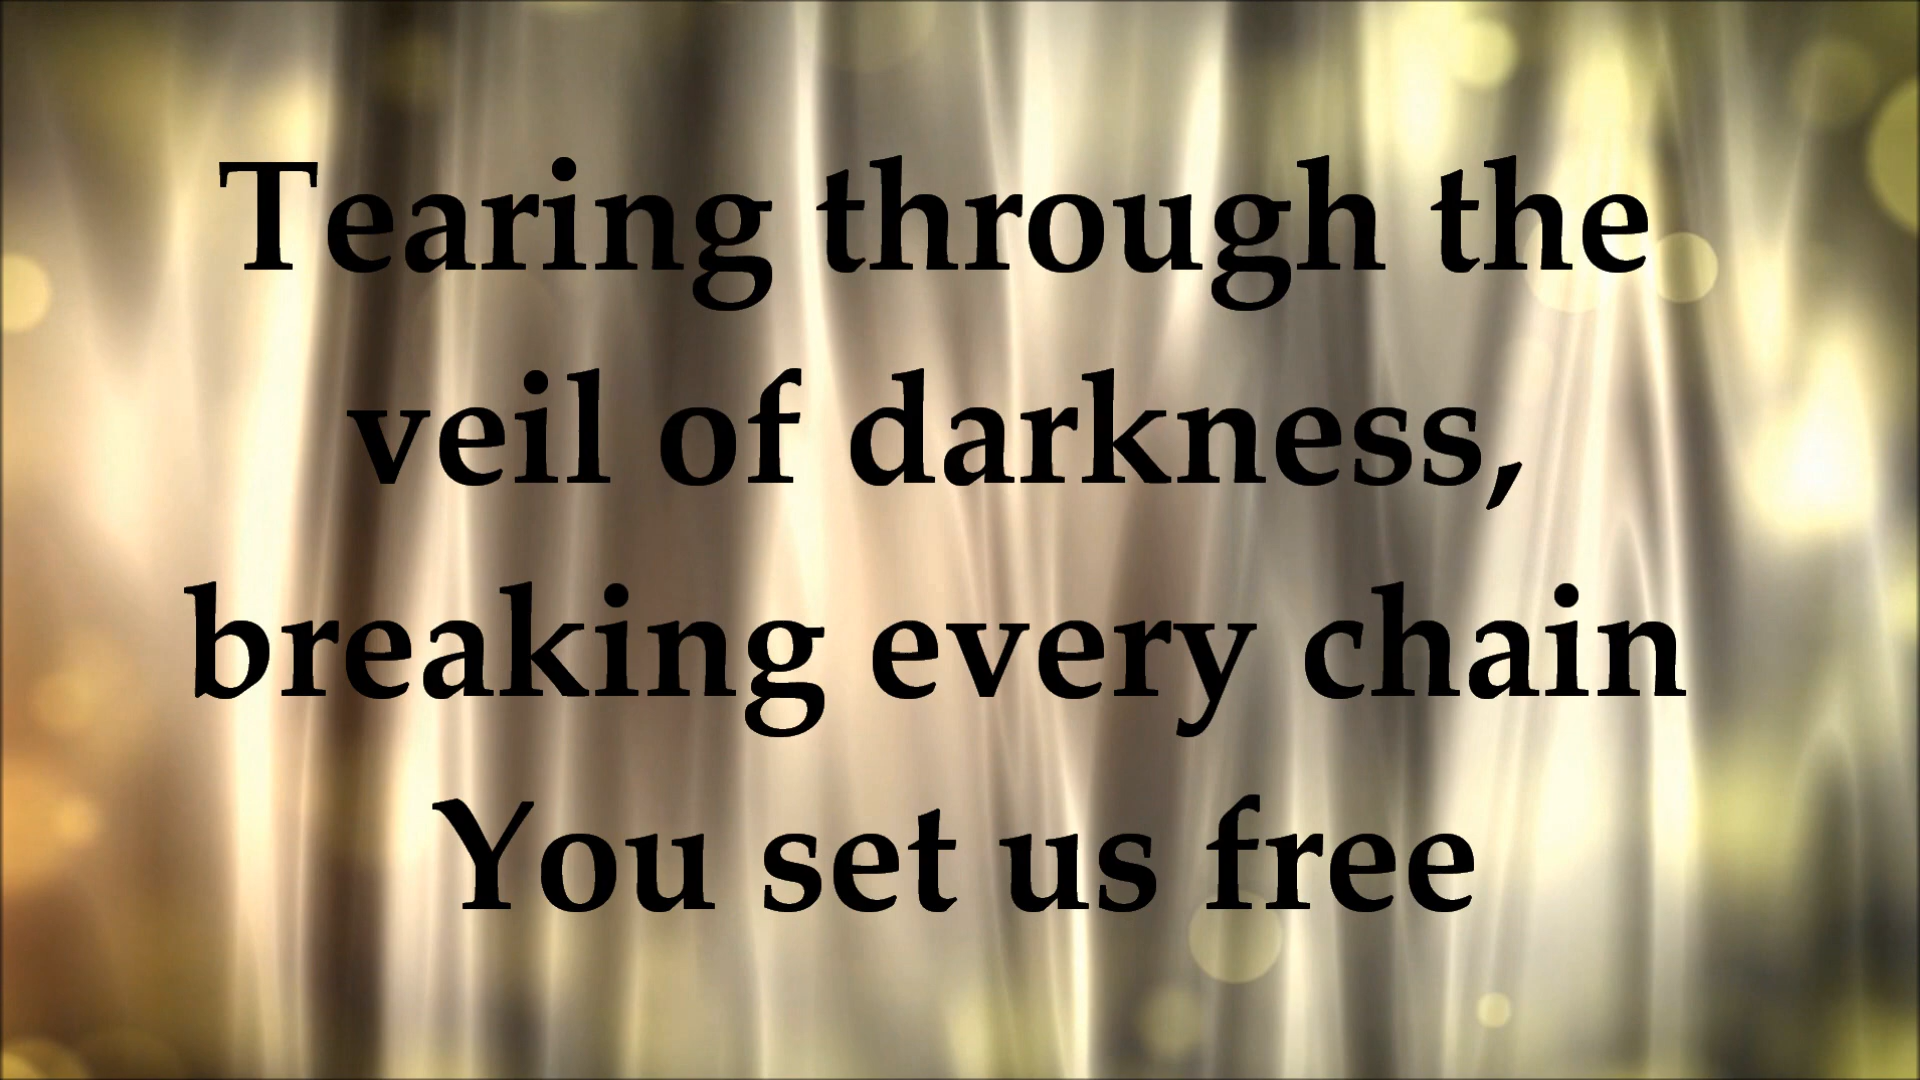 Tearing through the
veil of darkness,
breaking every chain
You set us free